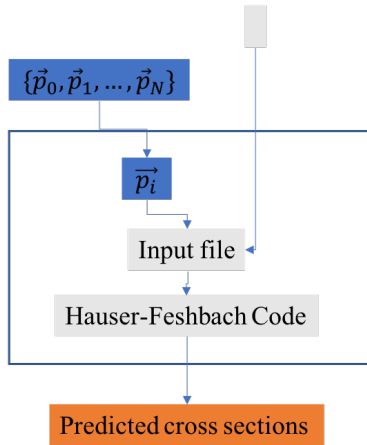 {p⃗₀, p⃗₁, ..., p⃗_N}
p⃗ᵢ
Input file
Hauser-Feshbach Code
Predicted cross sections